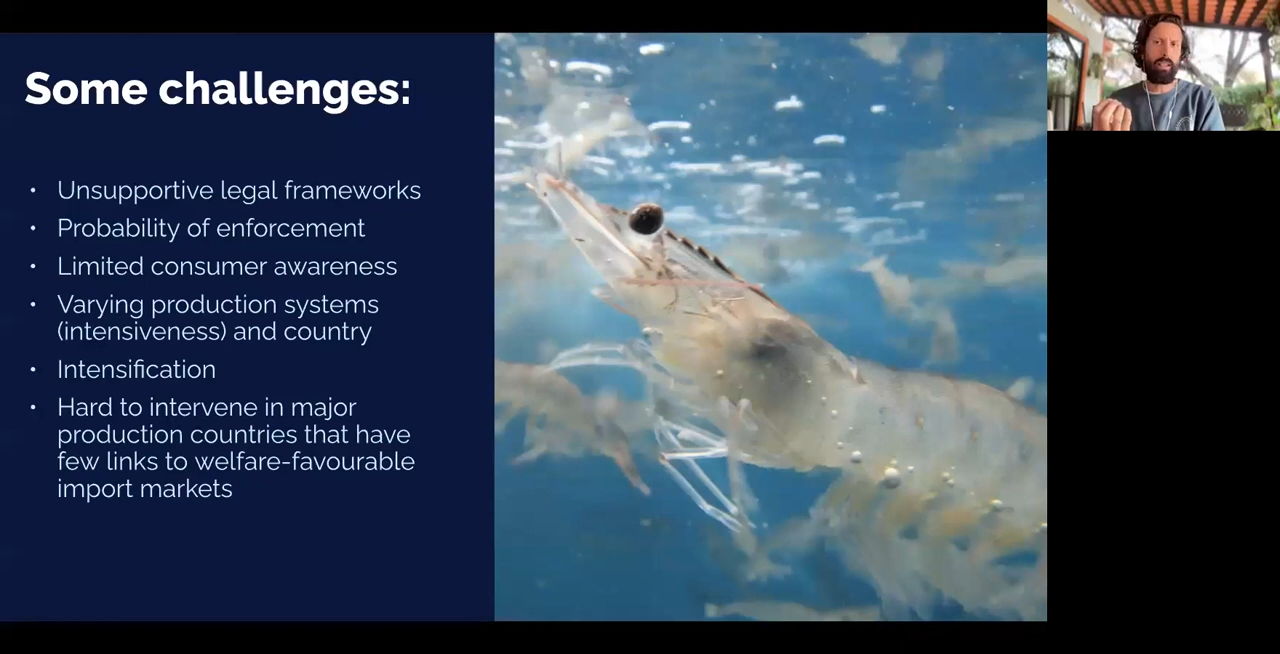 Some challenges:
• Unsupportive legal frameworks
• Probability of enforcement
• Limited consumer awareness
• Varying production systems
(intensiveness) and country
• Intensification
• Hard to intervene in major
production countries that have
few links to welfare-favourable
import markets